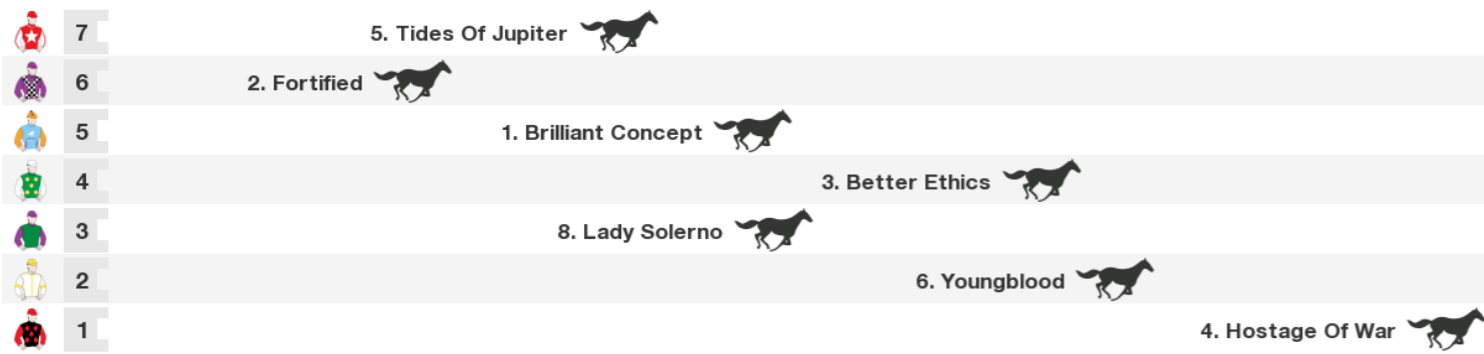 7 5. Tides Of Jupiter
6 2. Fortified
5 1. Brilliant Concept
4 3. Better Ethics
3 8. Lady Solerno
2 6. Youngblood
1 4. Hostage Of War